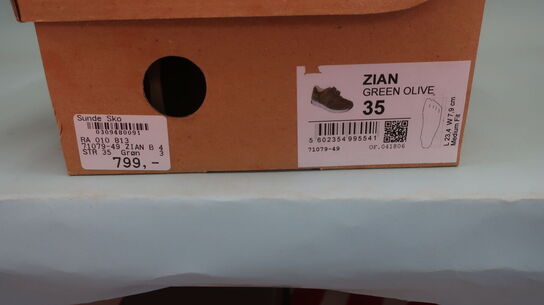 Sunde Sko
0309480091
RA 010 813
71079-49 ZIAN B 4
STR 35 Grøn 3
799,-
ZIAN
GREEN OLIVE
35
5 602354 995541
71079-49
OF.041806
L 23,4 W 7,9 cm
Medium Fit